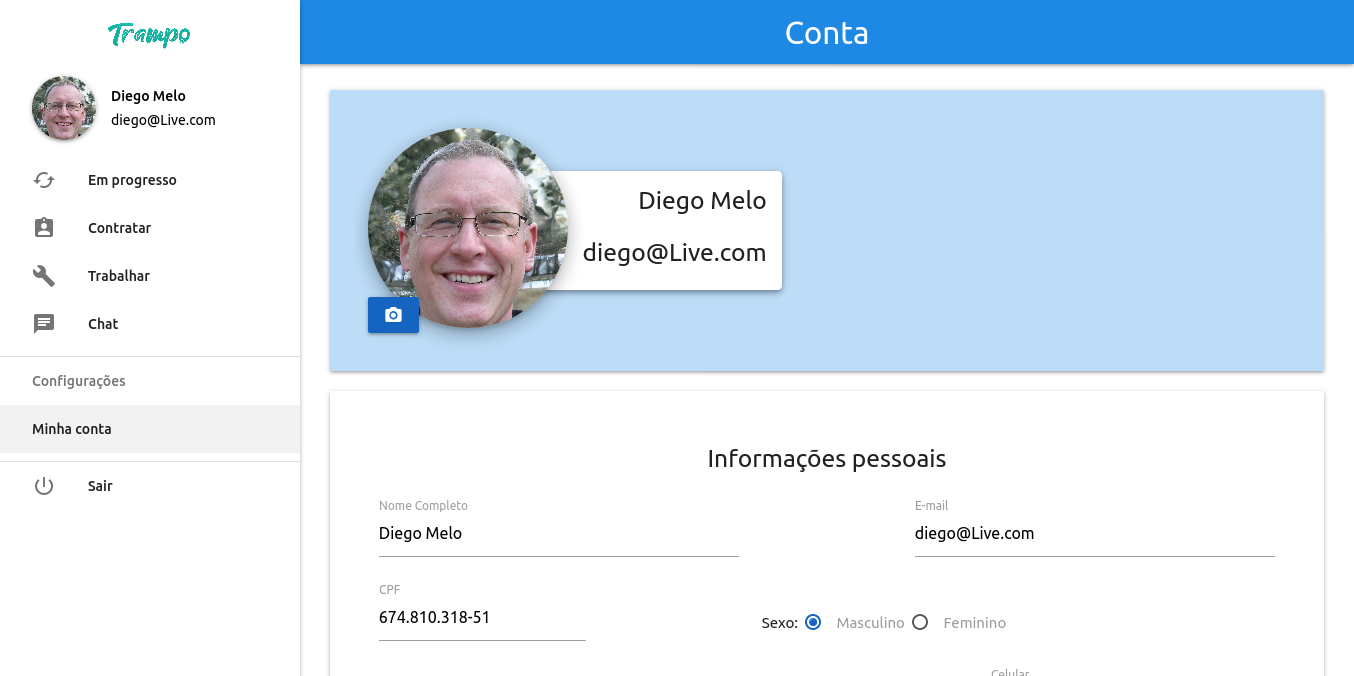 Trampo
Conta
Diego Melo
diego@Live.com
Em progresso
Contratar
Trabalhar
Chat
Configurações
Minha conta
Sair
Diego Melo
diego@Live.com
Informações pessoais
Nome Completo
Diego Melo
E-mail
diego@Live.com
CPF
674.810.318-51
Sexo: Masculino Feminino
Celular